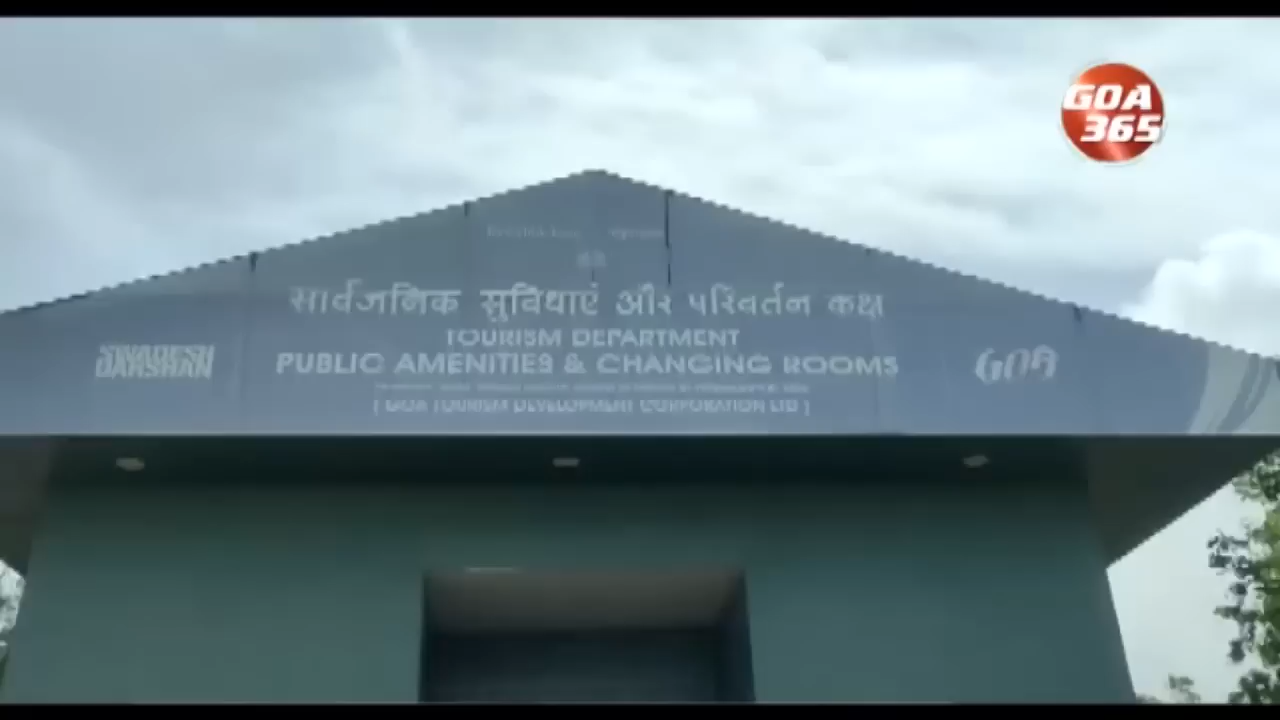 GOA
365
सार्वजनिक सुविधाएं और परिवर्तन कक्ष
TOURISM DEPARTMENT
PUBLIC AMENITIES & CHANGING ROOMS
SWADESH
DARSHAN
GOA
( GOA TOURISM DEVELOPMENT CORPORATION LTD )